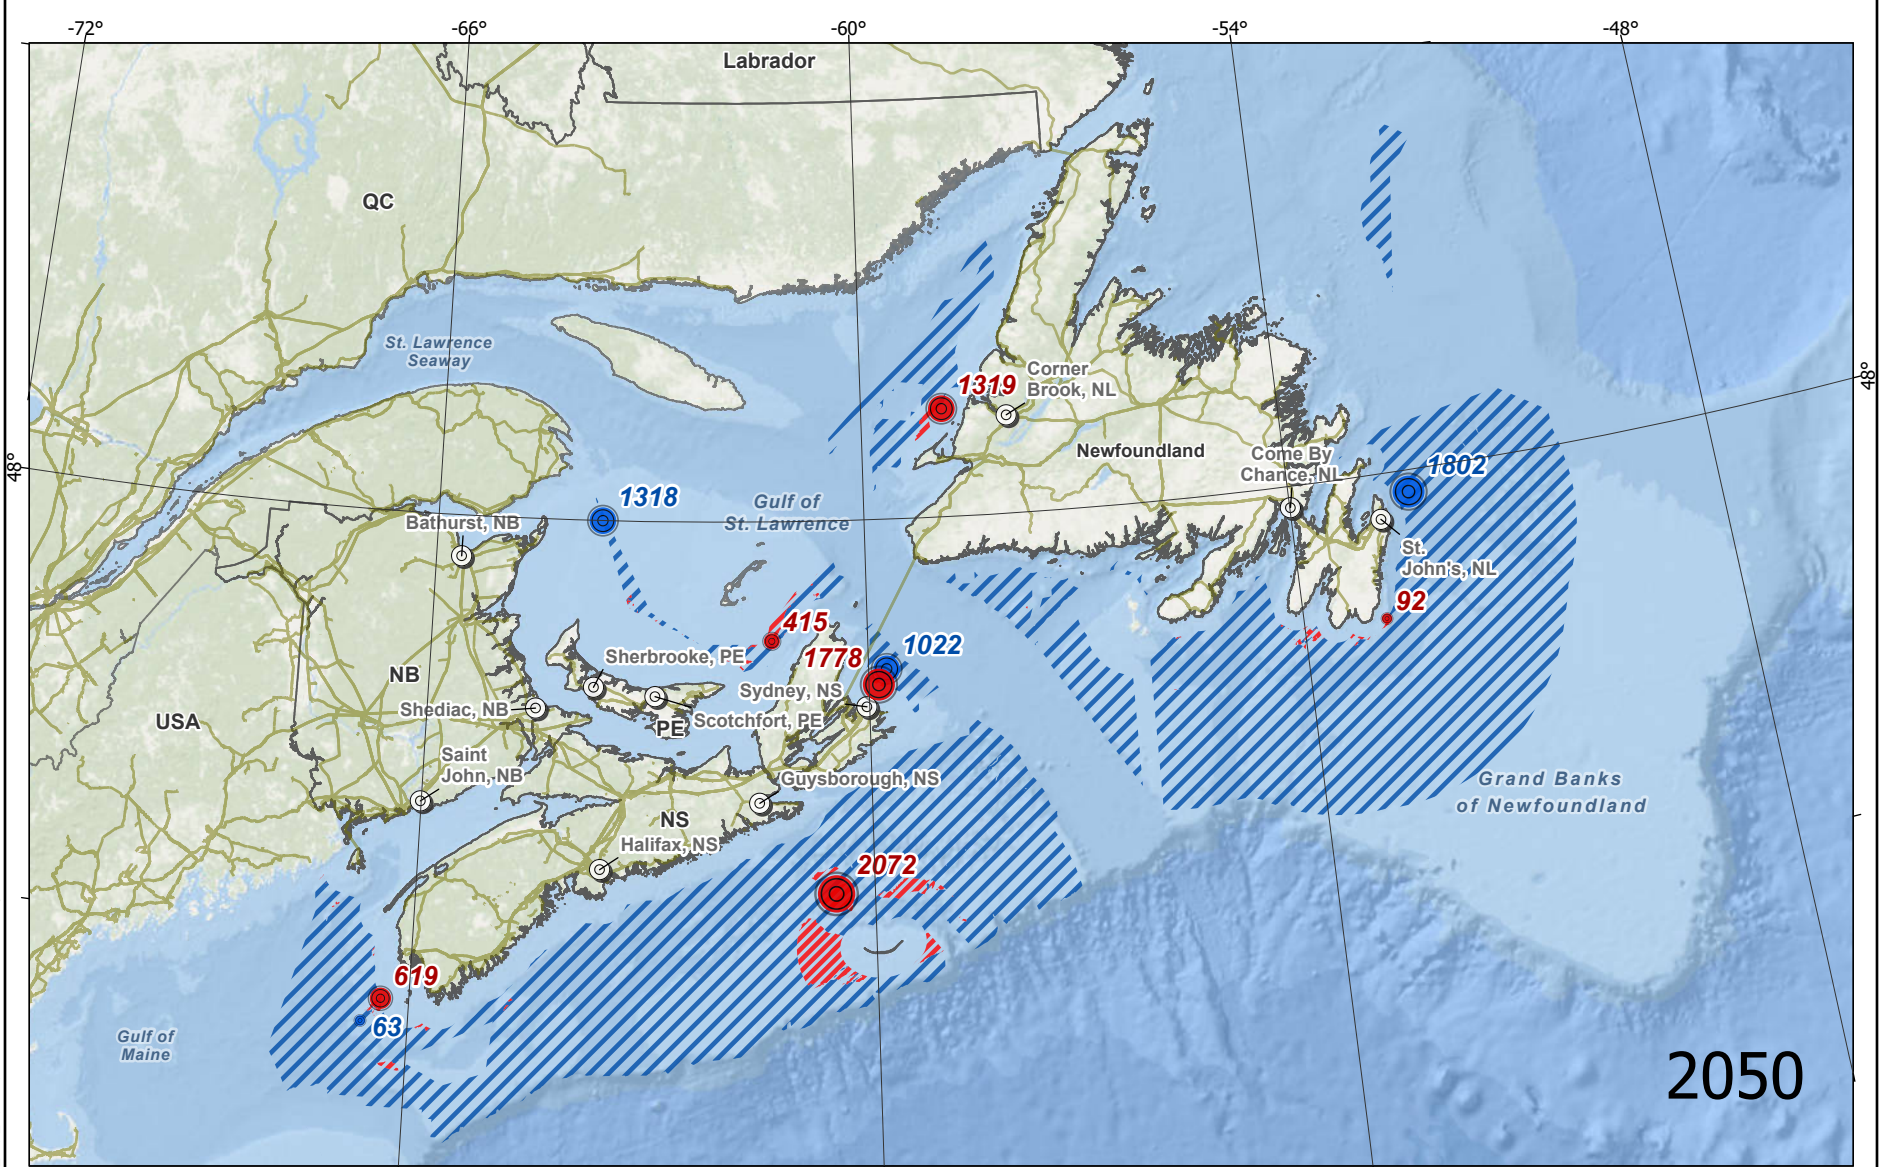 -72°
-66°
-60°
-54°
-48°
Labrador
QC
St. Lawrence
Seaway
1319
Corner
Brook, NL
48°
Newfoundland
Come By
Chance, NL
1802
48°
1318
Gulf of
St. Lawrence
Bathurst, NB
St.
John's, NL
92
415
1022
1778
Sherbrooke, PE
NB
Sydney, NS
Shediac, NB
Scotchfort, PE
PE
USA
Saint
John, NB
Guysborough, NS
Grand Banks
of Newfoundland
NS
Halifax, NS
2072
619
63
Gulf of
Maine
2050